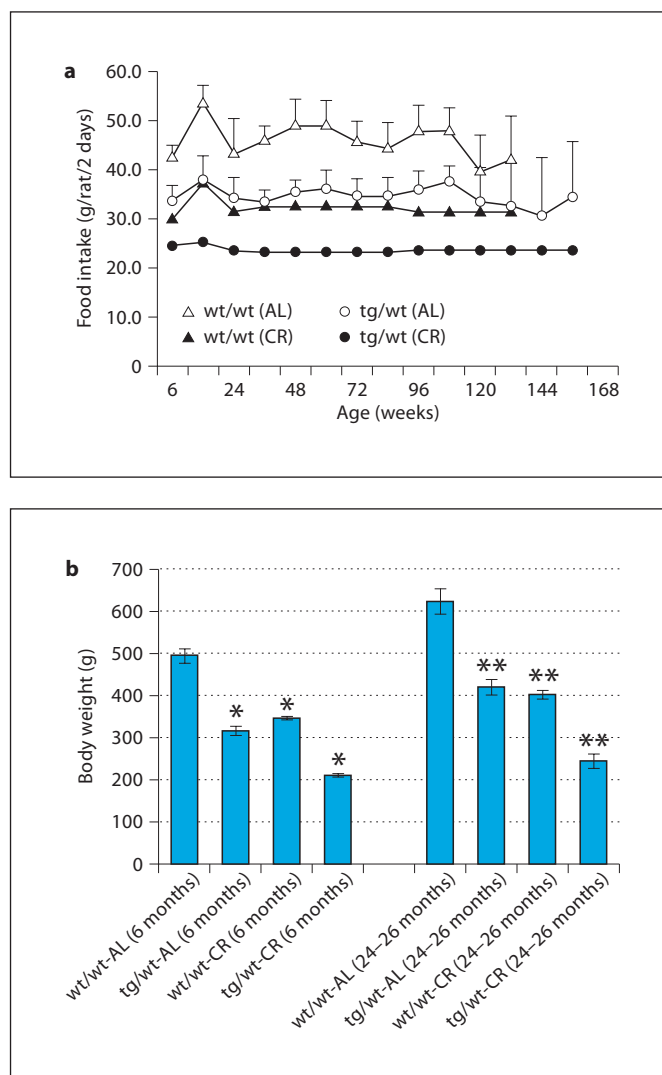 a
60.0
50.0
40.0
30.0
20.0
10.0
0
Food intake (g/rat/2 days)
wt/wt (AL) tg/wt (AL)
wt/wt (CR) tg/wt (CR)
6 24 48 72 96 120 144 168
Age (weeks)
b
700
600
500
400
300
200
100
0
Body weight (g)
* * * ** ** **
wt/wt-AL (6 months)
tg/wt-AL (6 months)
wt/wt-CR (6 months)
tg/wt-CR (6 months)
wt/wt-AL (24–26 months)
tg/wt-AL (24–26 months)
wt/wt-CR (24–26 months)
tg/wt-CR (24–26 months)